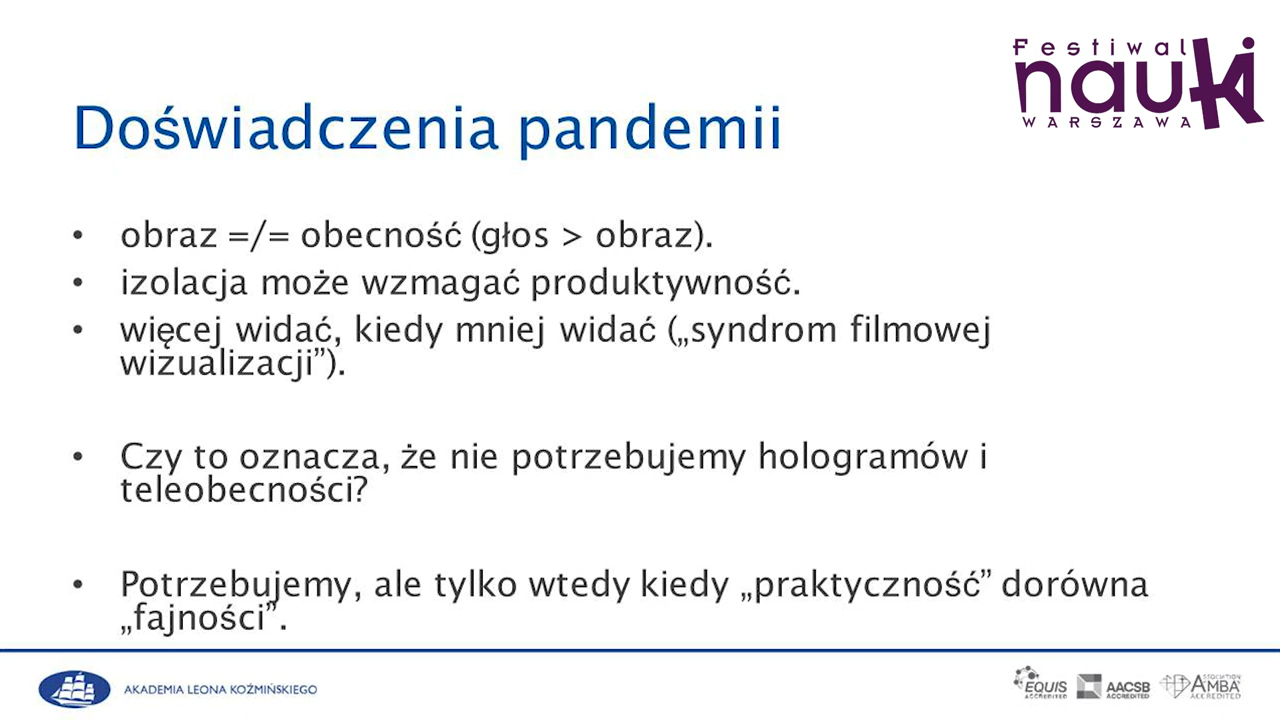 Festiwal
nauki
WARSZAWA
Doświadczenia pandemii
• obraz =/= obecność (głos > obraz).
• izolacja może wzmagać produktywność.
• więcej widać, kiedy mniej widać („syndrom filmowej
wizualizacji”).
• Czy to oznacza, że nie potrzebujemy hologramów i
teleobecności?
• Potrzebujemy, ale tylko wtedy kiedy „praktyczność” dorówna
„fajności”.
AKADEMIA LEONA KOŹMIŃSKIEGO
EQUIS
ACCREDITED
AACSB
ACCREDITED
AMBA
ACCREDITED